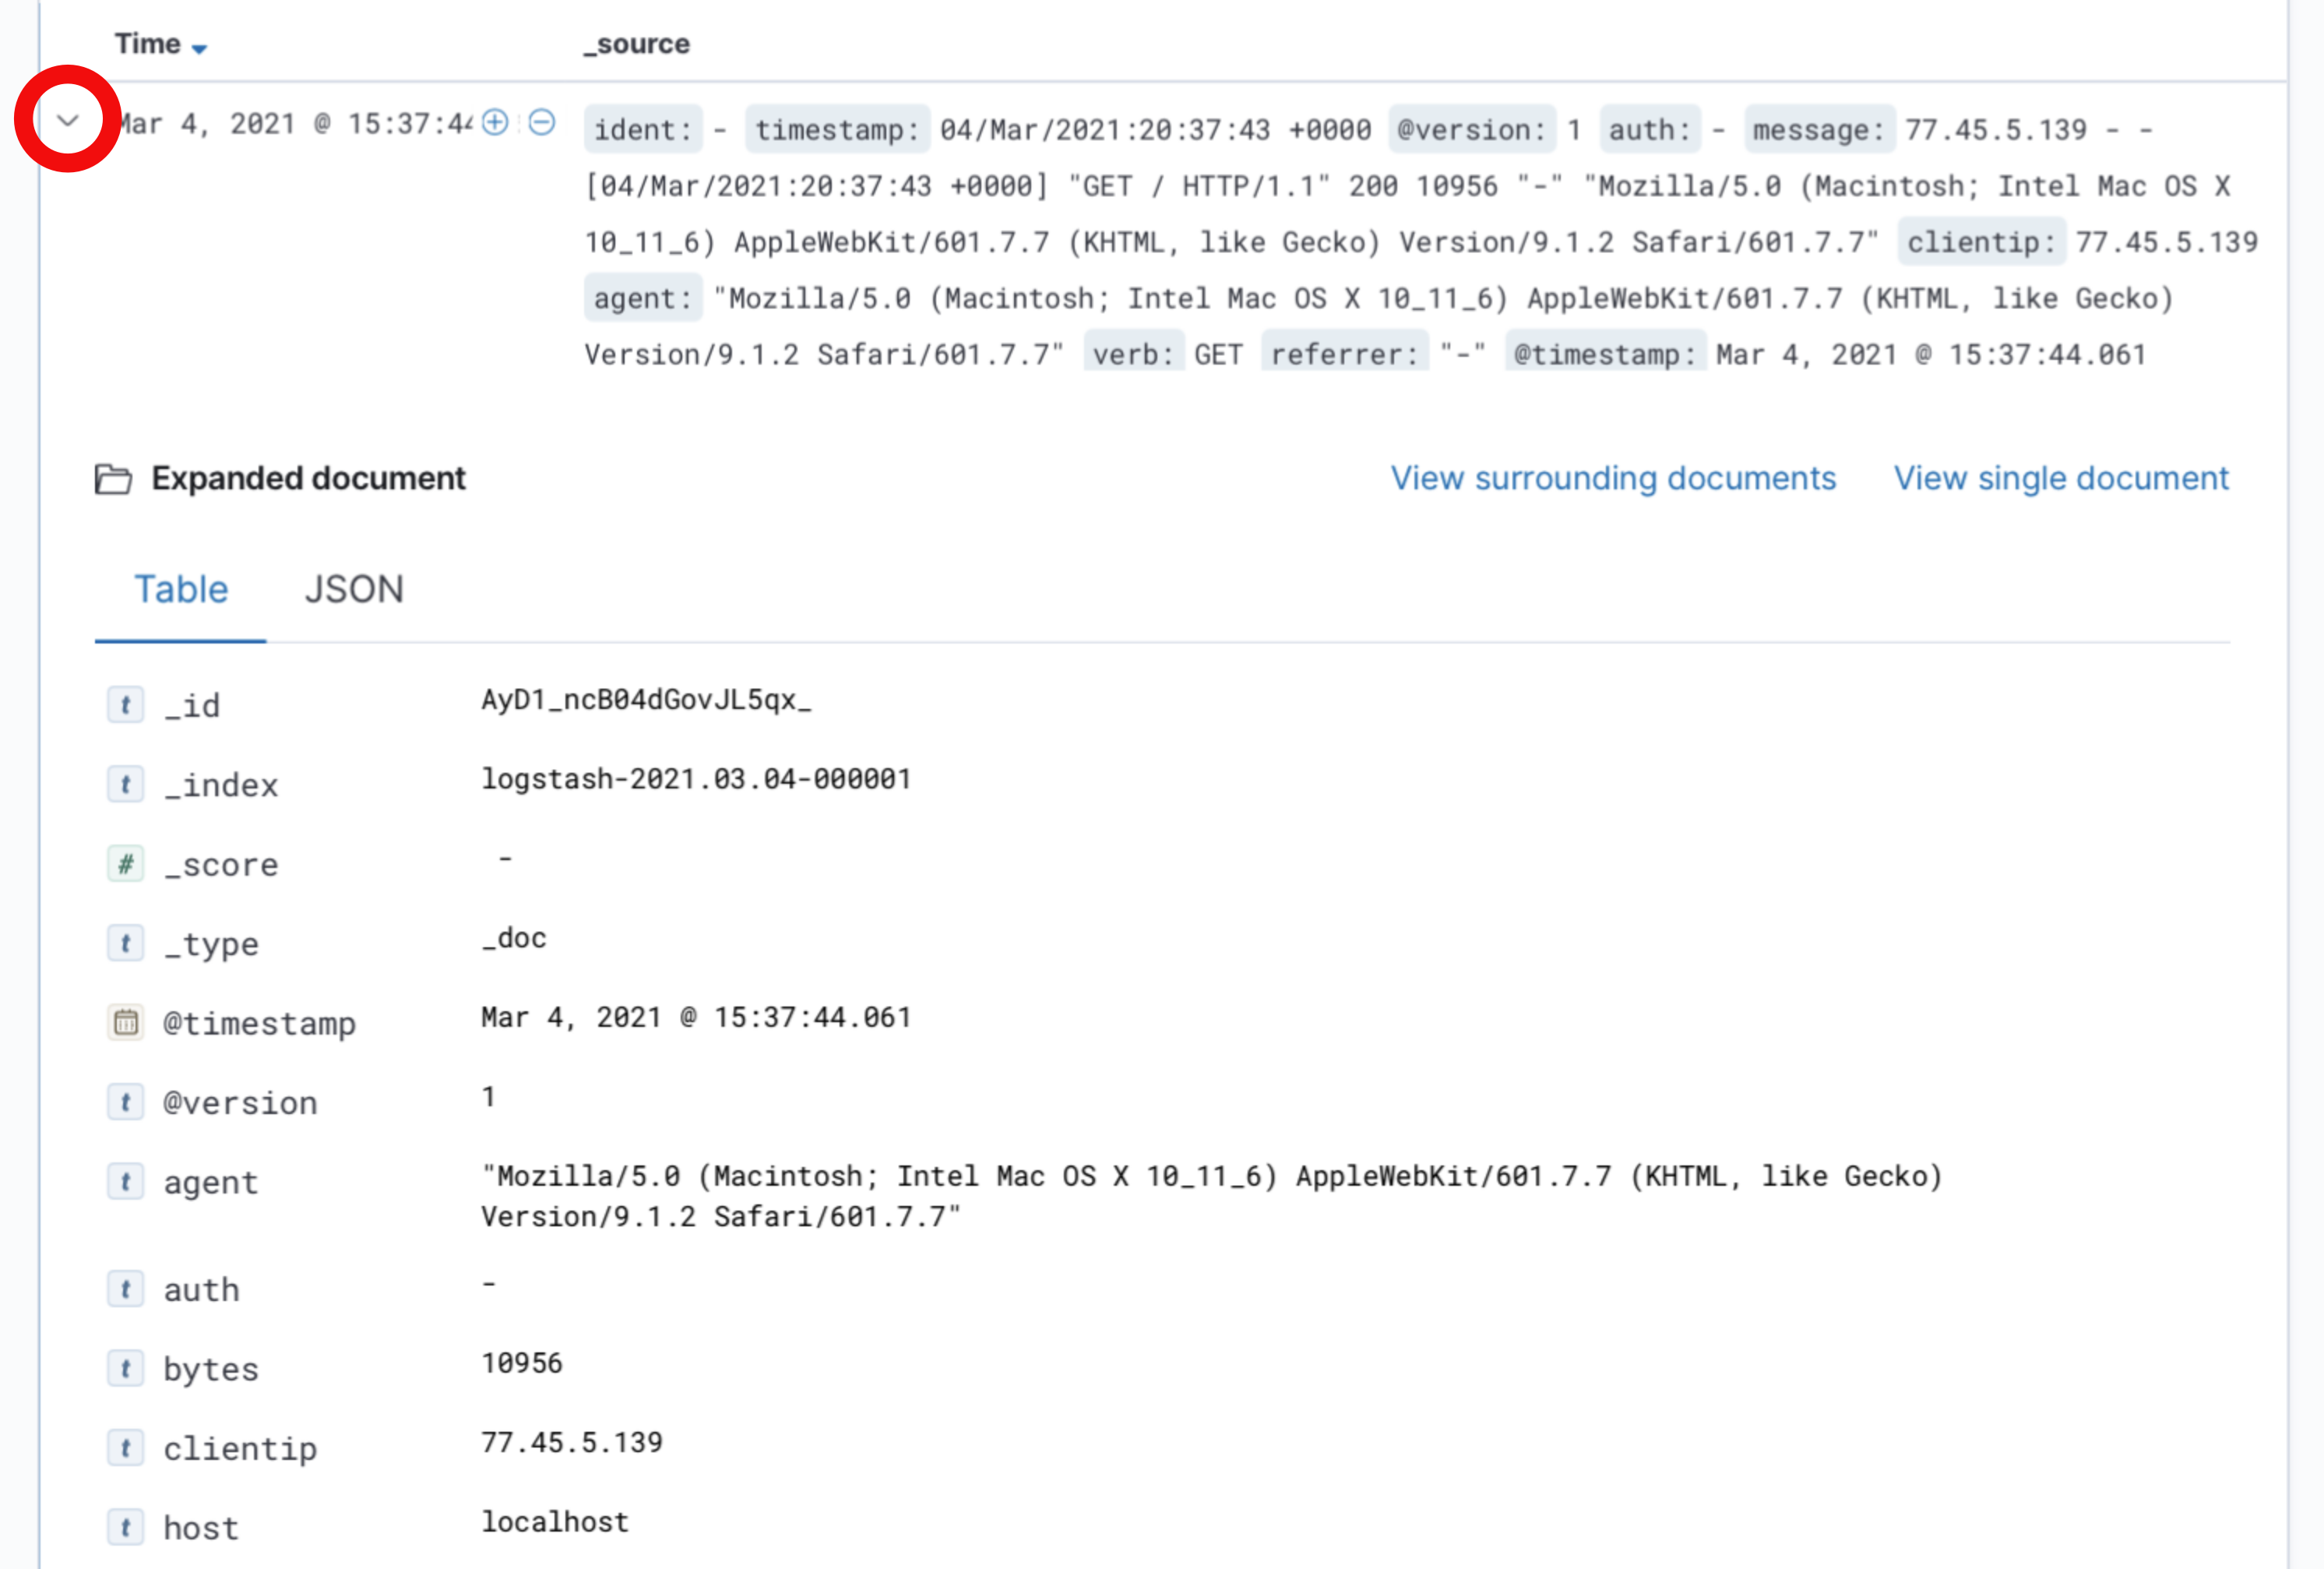 Time _source
Mar 4, 2021 @ 15:37:44 ident: - timestamp: 04/Mar/2021:20:37:43 +0000 @version: 1 auth: - message: 77.45.5.139 - -
[04/Mar/2021:20:37:43 +0000] "GET / HTTP/1.1" 200 10956 "-" "Mozilla/5.0 (Macintosh; Intel Mac OS X
10_11_6) AppleWebKit/601.7.7 (KHTML, like Gecko) Version/9.1.2 Safari/601.7.7" clientip: 77.45.5.139
agent: "Mozilla/5.0 (Macintosh; Intel Mac OS X 10_11_6) AppleWebKit/601.7.7 (KHTML, like Gecko)
Version/9.1.2 Safari/601.7.7" verb: GET referrer: "-" @timestamp: Mar 4, 2021 @ 15:37:44.061
Expanded document View surrounding documents View single document
Table JSON
t _id AyD1_ncB04dGovJL5qx_
t _index logstash-2021.03.04-000001
# _score -
t _type _doc
@timestamp Mar 4, 2021 @ 15:37:44.061
t @version 1
t agent "Mozilla/5.0 (Macintosh; Intel Mac OS X 10_11_6) AppleWebKit/601.7.7 (KHTML, like Gecko)
Version/9.1.2 Safari/601.7.7"
t auth -
t bytes 10956
t clientip 77.45.5.139
t host localhost